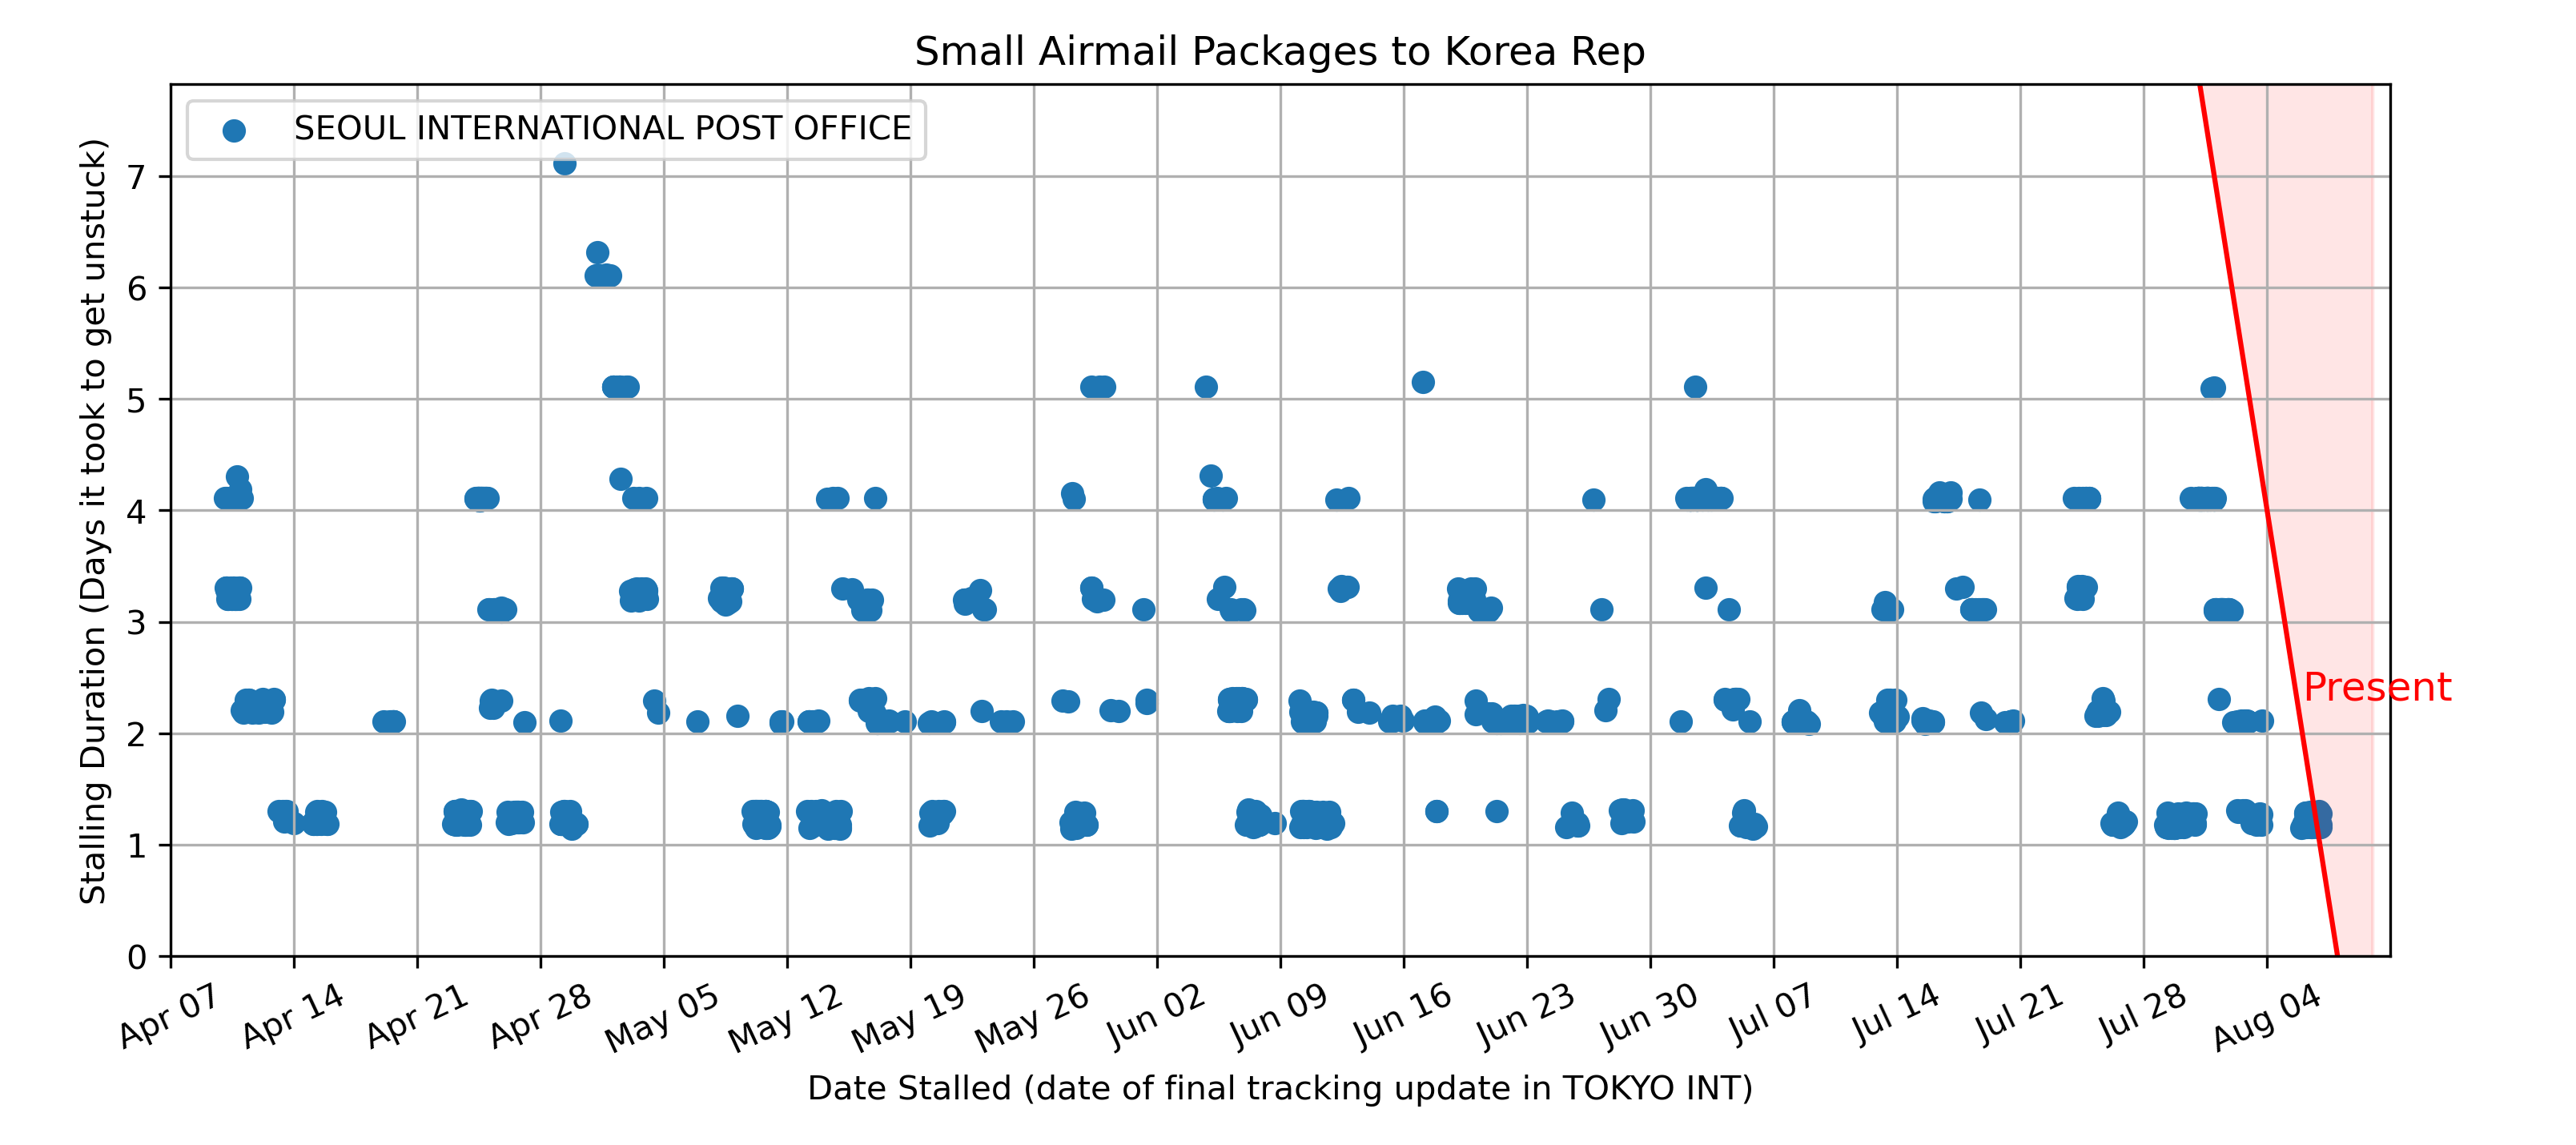 Small Airmail Packages to Korea Rep
SEOUL INTERNATIONAL POST OFFICE
Stalling Duration (Days it took to get unstuck)
7
6
5
4
3
2
1
0
Present
Apr 07
Apr 14
Apr 21
Apr 28
May 05
May 12
May 19
May 26
Jun 02
Jun 09
Jun 16
Jun 23
Jun 30
Jul 07
Jul 14
Jul 21
Jul 28
Aug 04
Date Stalled (date of final tracking update in TOKYO INT)